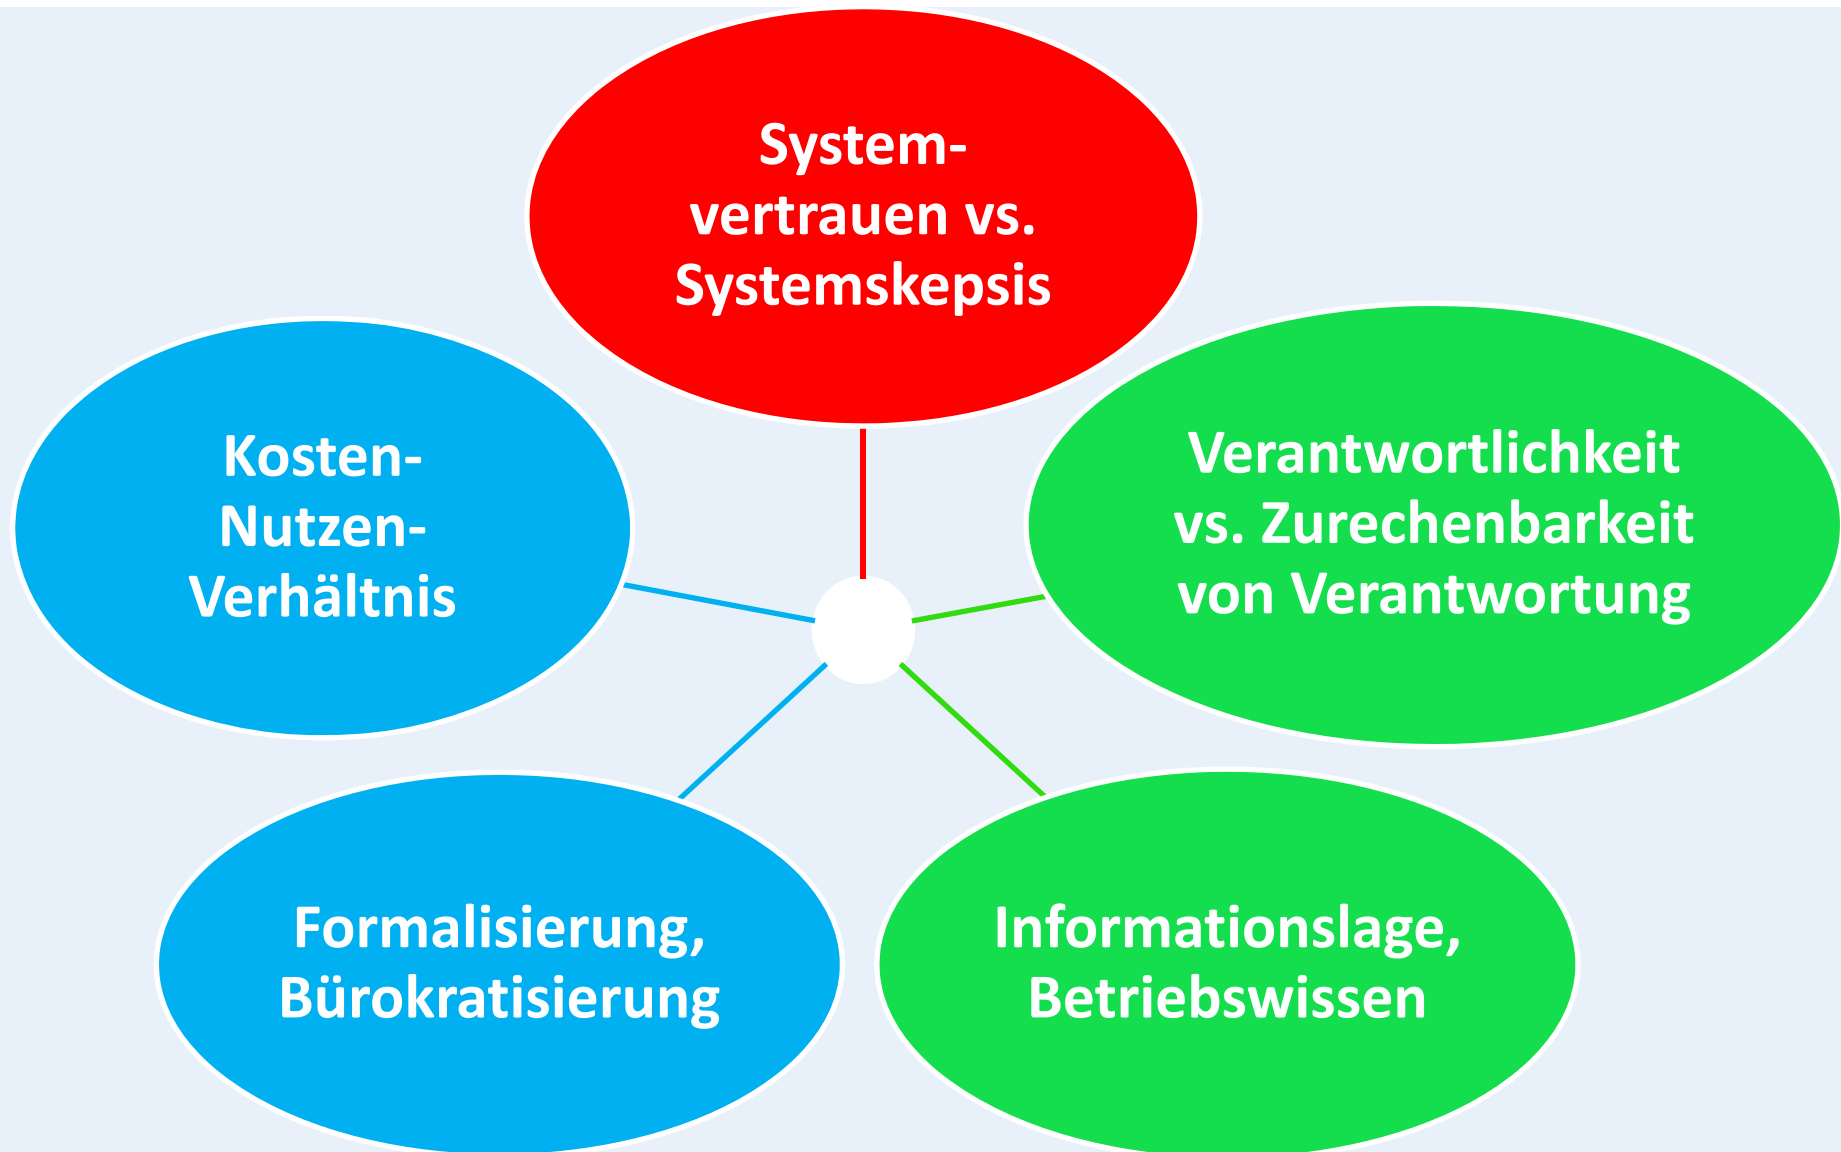 System-
vertrauen vs.
Systemskepsis
Verantwortlichkeit
vs. Zurechenbarkeit
von Verantwortung
Informationslage,
Betriebswissen
Formalisierung,
Bürokratisierung
Kosten-
Nutzen-
Verhältnis